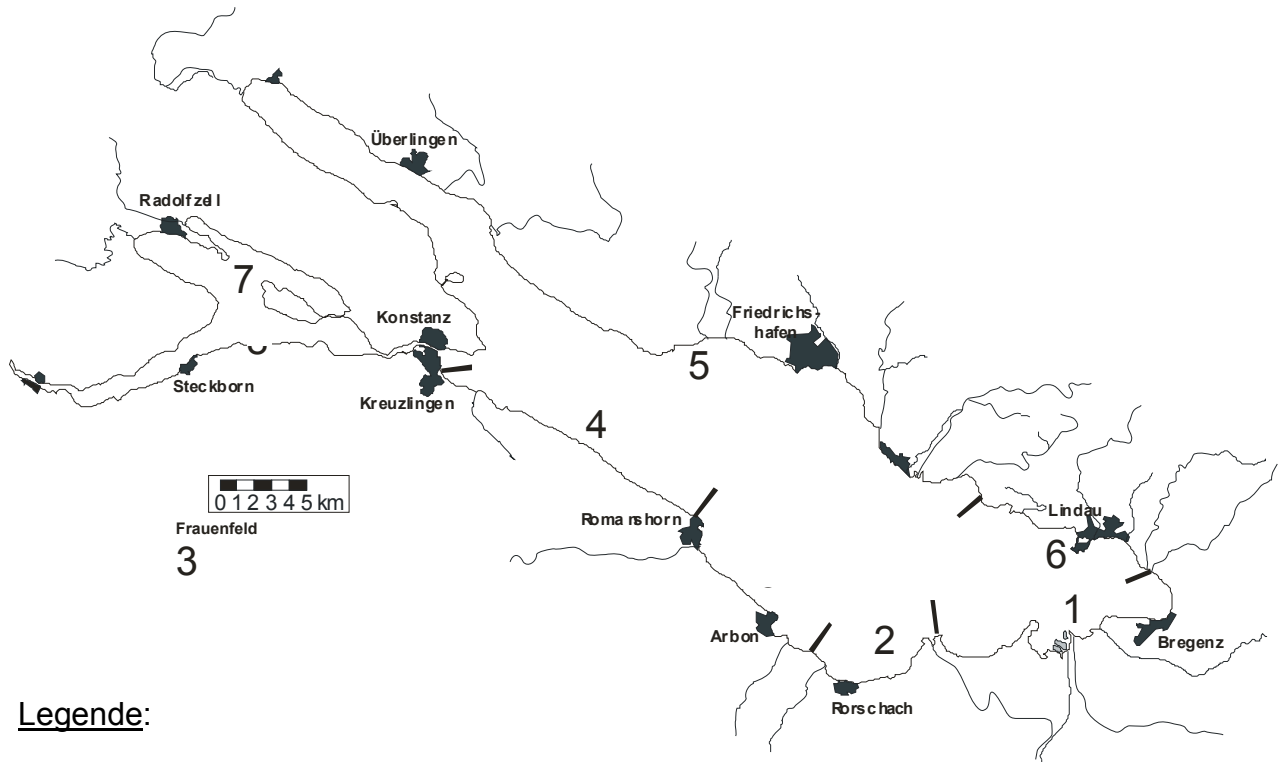 Überlingen
Radolfzell
7
Konstanz
Friedrichs-
hafen
5
Steckborn
Kreuzlingen
4
0 1 2 3 4 5 km
Romanshorn
Lindau
Frauenfeld
3
6
1
Arbon
2
Bregenz
Rorschach
Legende: